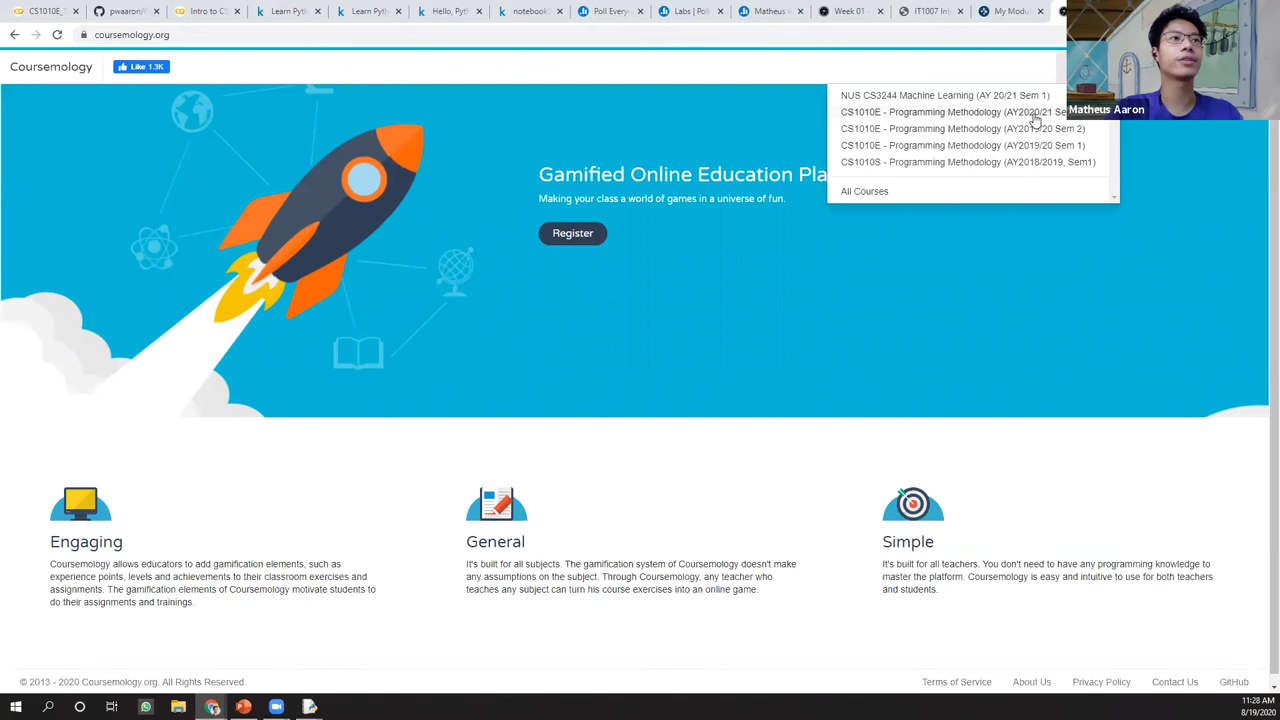 CS1010E_T
pwaaron/C
Intro to CS
Learn Pyth
Learn Pyth
Hello, Pyth
notebook
Poll Everyw
Labs | Poll
Matheus
Week 01
IT1007 Intr
My Modul
coursemology.org
Coursemology
Like 1.3K
Matheus Aaron
NUS CS3244 Machine Learning (AY 20/21 Sem 1)
CS1010E - Programming Methodology (AY2020/21 Se
CS1010E - Programming Methodology (AY2019/20 Sem 2)
CS1010E - Programming Methodology (AY2019/20 Sem 1)
CS1010S - Programming Methodology (AY2018/2019, Sem1)
All Courses
Gamified Online Education Pla
Making your class a world of games in a universe of fun.
Register
Engaging
Coursemology allows educators to add gamification elements, such as
experience points, levels and achievements to their classroom exercises and
assignments. The gamification elements of Coursemology motivate students to
do their assignments and trainings.
General
It's built for all subjects. The gamification system of Coursemology doesn't make
any assumptions on the subject. Through Coursemology, any teacher who
teaches any subject can turn his course exercises into an online game.
Simple
It's built for all teachers. You don't need to have any programming knowledge to
master the platform. Coursemology is easy and intuitive to use for both teachers
and students.
© 2013 - 2020 Coursemology.org. All Rights Reserved.
Terms of Service
About Us
Privacy Policy
Contact Us
GitHub
11:28 AM
8/19/2020